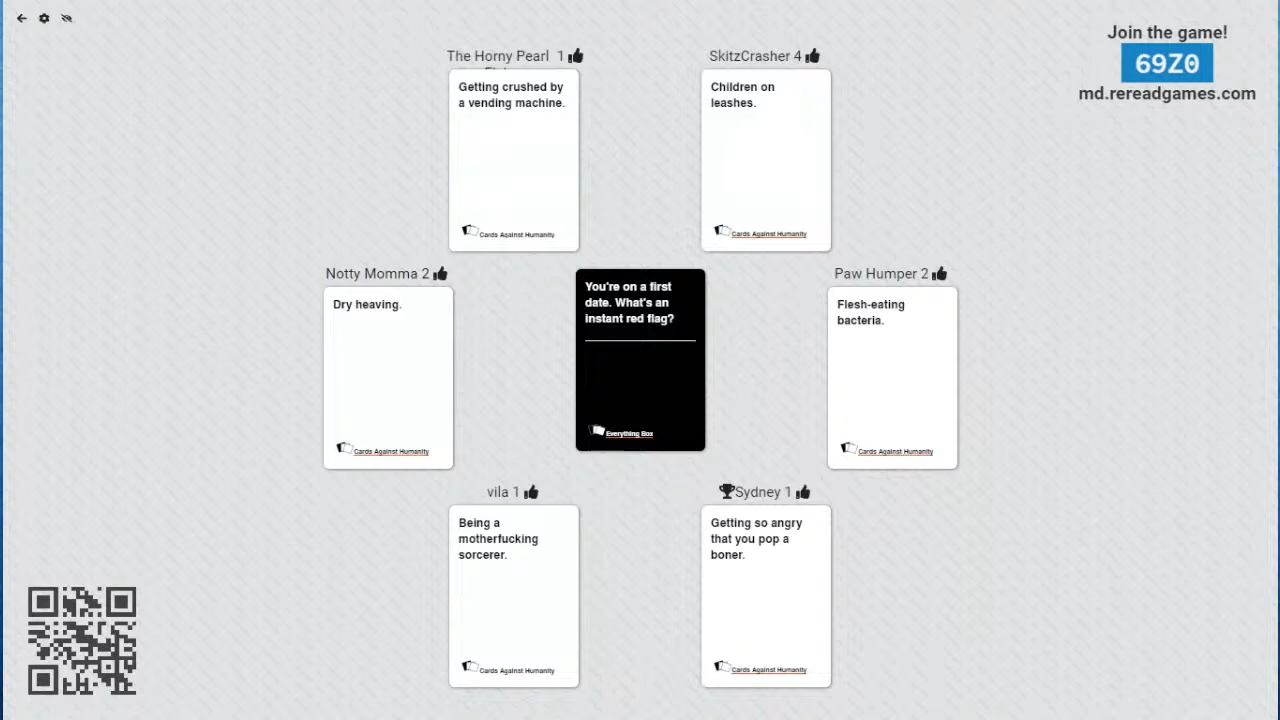 Join the game!
69Z0
md.rereadgames.com
The Horny Pearl 1
Getting crushed by
a vending machine.
Cards Against Humanity
SkitzCrasher 4
Children on
leashes.
Cards Against Humanity
Notty Momma 2
Dry heaving.
Cards Against Humanity
You're on a first
date. What's an
instant red flag?
Everything Box
Paw Humper 2
Flesh-eating
bacteria.
Cards Against Humanity
vila 1
Being a
motherfucking
sorcerer.
Cards Against Humanity
Sydney 1
Getting so angry
that you pop a
boner.
Cards Against Humanity